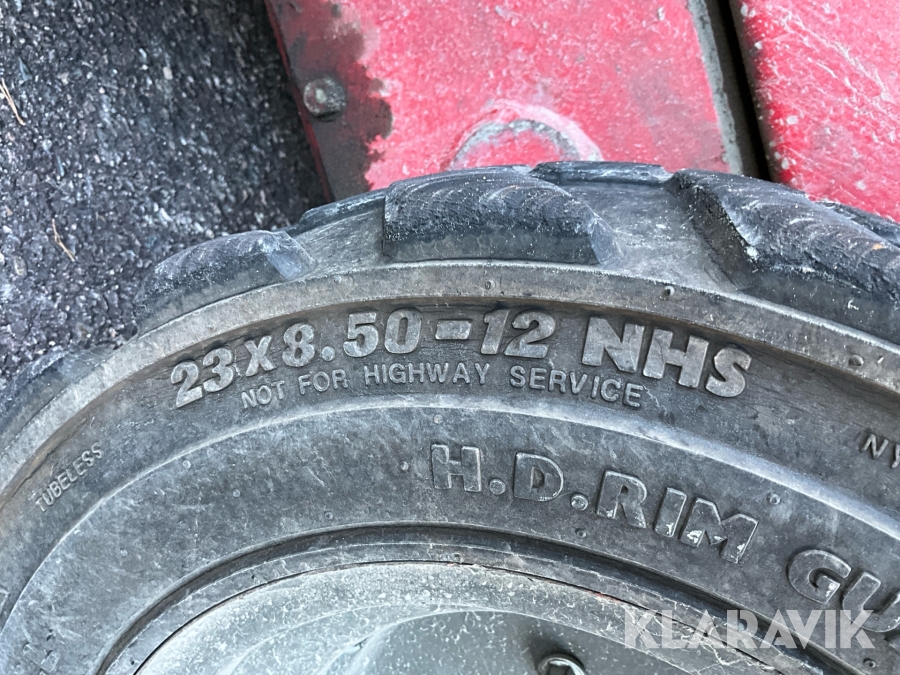 23x8.50-12 NHS
NOT FOR HIGHWAY SERVICE
TUBELESS
H.D.RIM
KLARAVIK